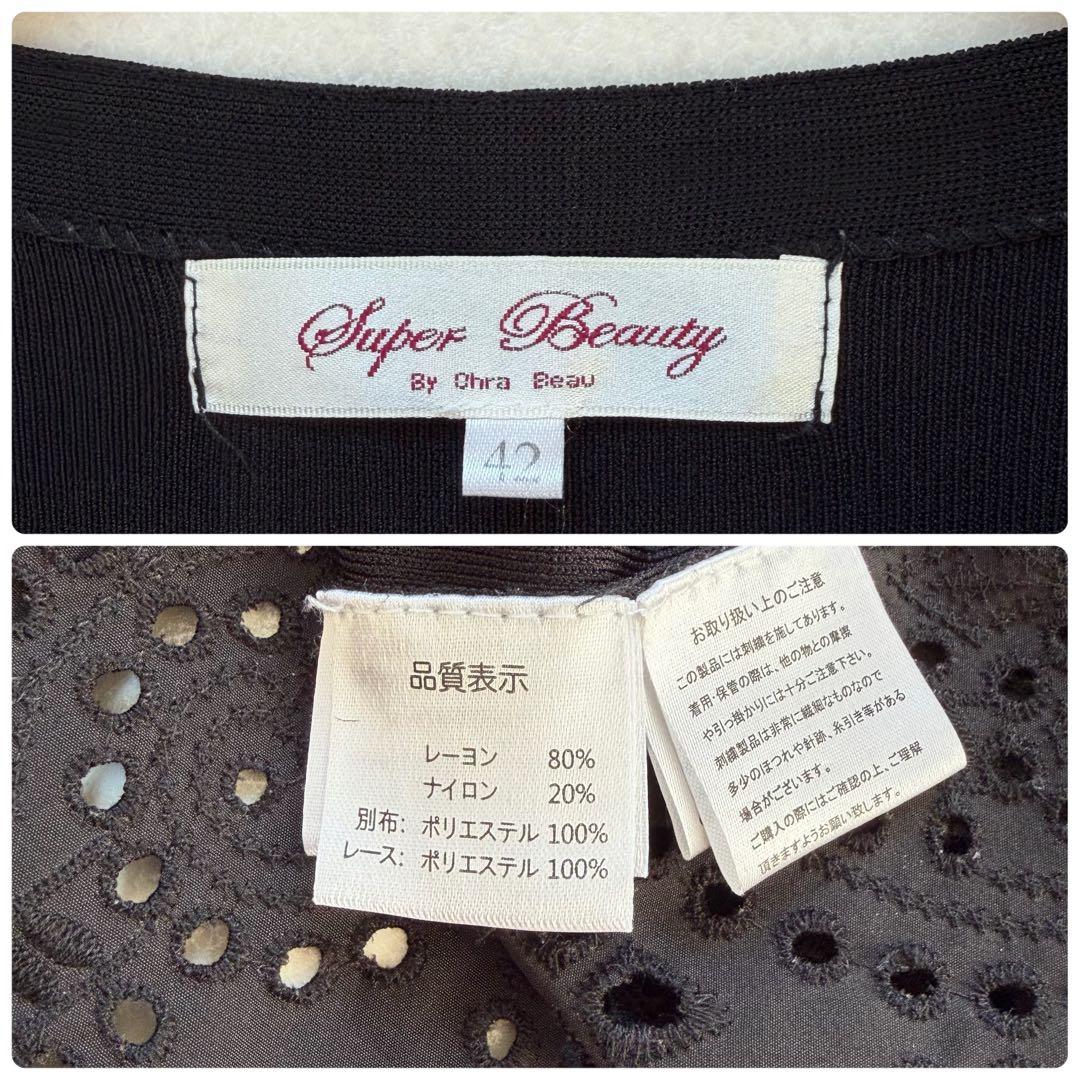 Super Beauty
By Ohra Beau
42
品質表示
レーヨン 80%
ナイロン 20%
別布: ポリエステル 100%
レース: ポリエステル 100%
お取り扱い上のご注意
この製品には刺繍を施してあります。
着用・保管の際は、他の物との摩擦
や引っ掛かりには十分ご注意下さい。
刺繍製品は非常に繊細なものなので
多少のほつれや針跡、糸引き等がある
場合がございます。
ご購入の際にはご確認の上、ご理解
頂きますようお願い致します。